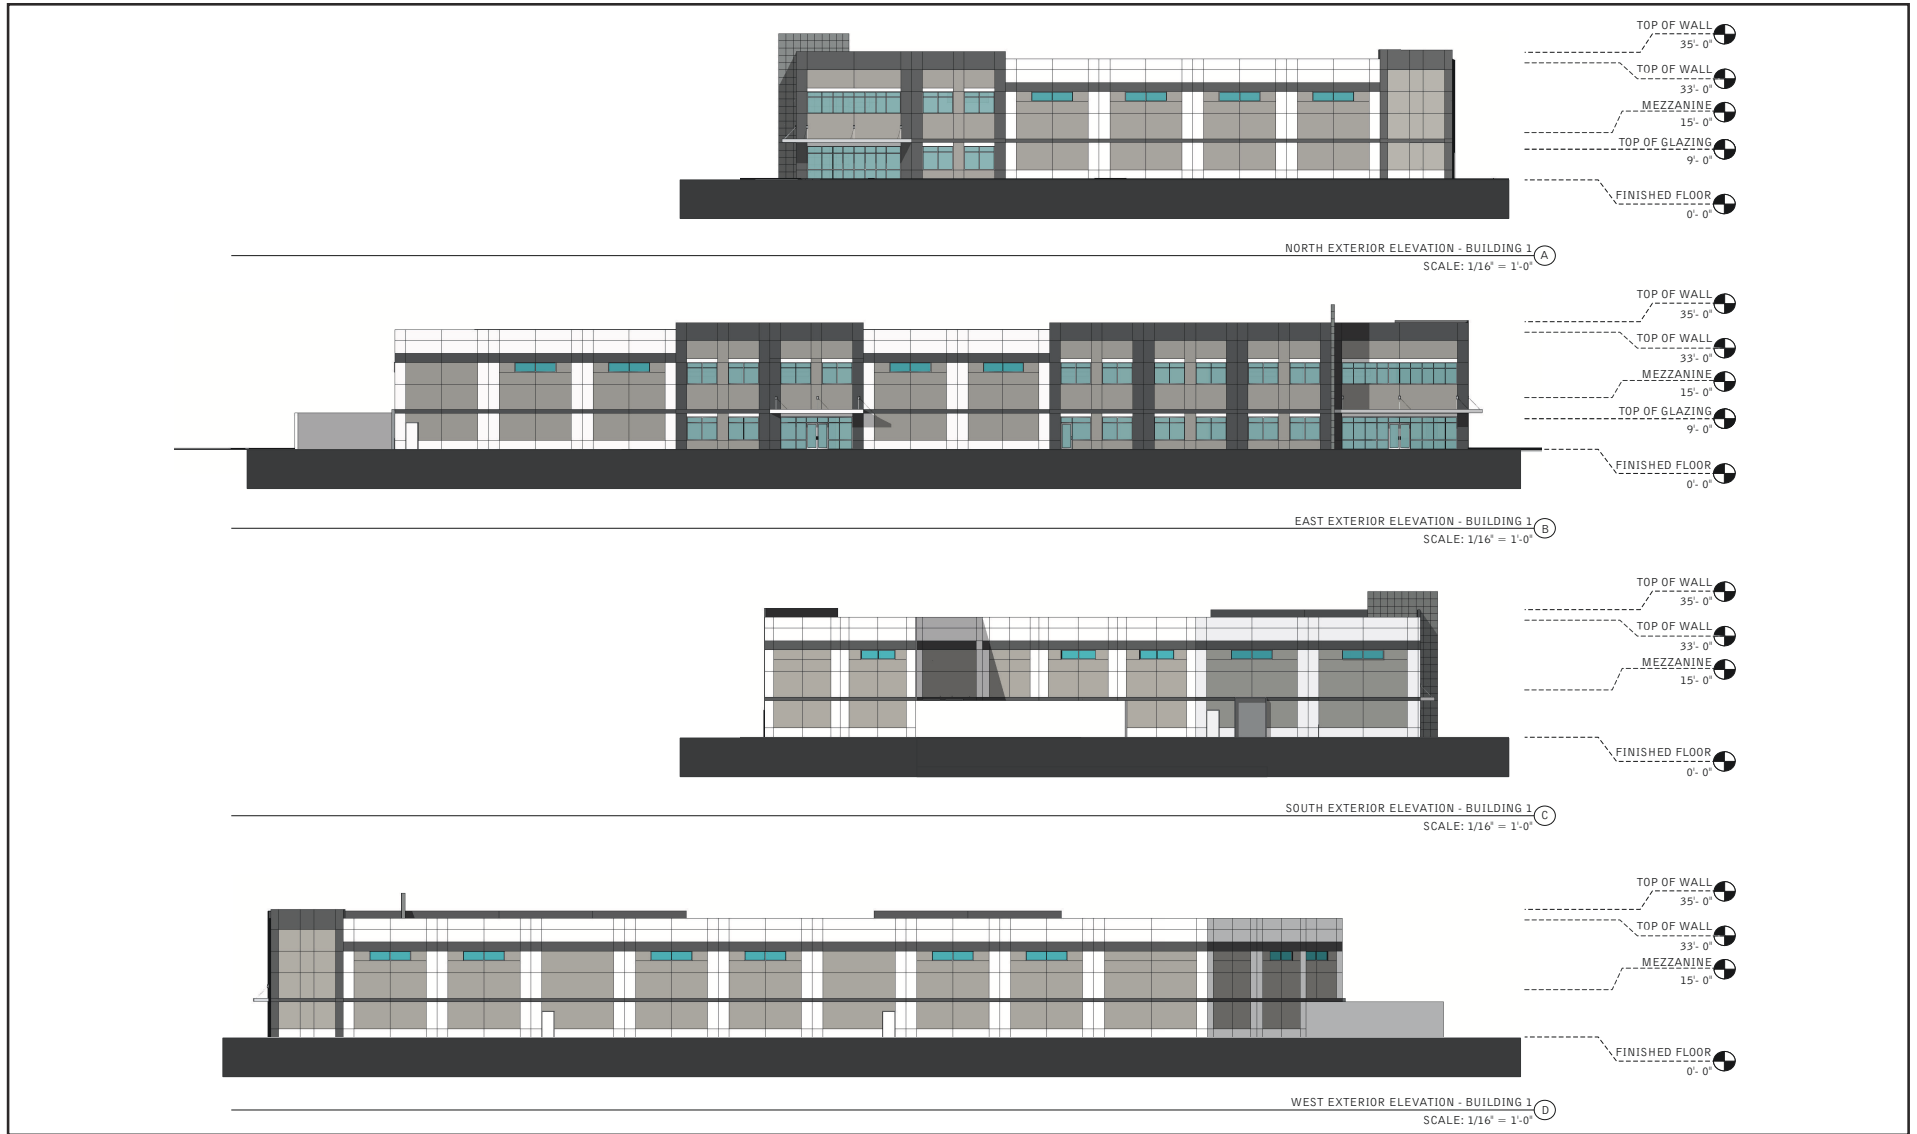 TOP OF WALL
35'- 0"
TOP OF WALL
33'- 0"
MEZZANINE
15'- 0"
TOP OF GLAZING
9'- 0"
FINISHED FLOOR
0'- 0"
NORTH EXTERIOR ELEVATION - BUILDING 1
A
SCALE: 1/16" = 1'-0"
TOP OF WALL
35'- 0"
TOP OF WALL
33'- 0"
MEZZANINE
15'- 0"
TOP OF GLAZING
9'- 0"
FINISHED FLOOR
0'- 0"
EAST EXTERIOR ELEVATION - BUILDING 1
B
SCALE: 1/16" = 1'-0"
TOP OF WALL
35'- 0"
TOP OF WALL
33'- 0"
MEZZANINE
15'- 0"
FINISHED FLOOR
0'- 0"
SOUTH EXTERIOR ELEVATION - BUILDING 1
C
SCALE: 1/16" = 1'-0"
TOP OF WALL
35'- 0"
TOP OF WALL
33'- 0"
MEZZANINE
15'- 0"
FINISHED FLOOR
0'- 0"
WEST EXTERIOR ELEVATION - BUILDING 1
D
SCALE: 1/16" = 1'-0"